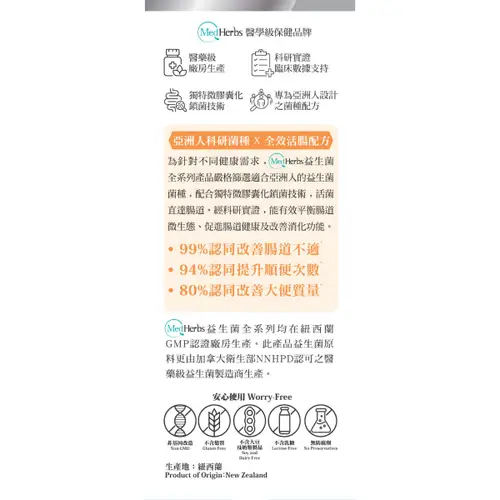 MedHerbs 醫學級保健品牌
醫藥級
廠房生產
科研實證
臨床數據支持
獨特微膠囊化
鎖菌技術
專為亞洲人設計
之菌種配方
亞洲人科研菌種 X 全效活腸配方
為針對不同健康需求，MedHerbs益生菌
全系列產品嚴格篩選適合亞洲人的益生菌
菌種，配合獨特微膠囊化鎖菌技術，活菌
直達腸道。經科研實證，能有效平衡腸道
微生態、促進腸道健康及改善消化功能。
• 99%認同改善腸道不適
• 94%認同提升順便次數
• 80%認同改善大便質量
MedHerbs益生菌全系列均在紐西蘭
GMP認證廠房生產。此產品益生菌原
料更由加拿大衛生部NNHPD認可之醫
藥級益生菌製造商生產。
安心使用 Worry-Free
非基因改造
Non-GMO
不含麩質
Gluten Free
不含大豆
及奶類製品
Soy, and
Dairy Free
不含乳糖
Lactose Free
無防腐劑
No Preservatives
生產地：紐西蘭
Product of Origin:New Zealand